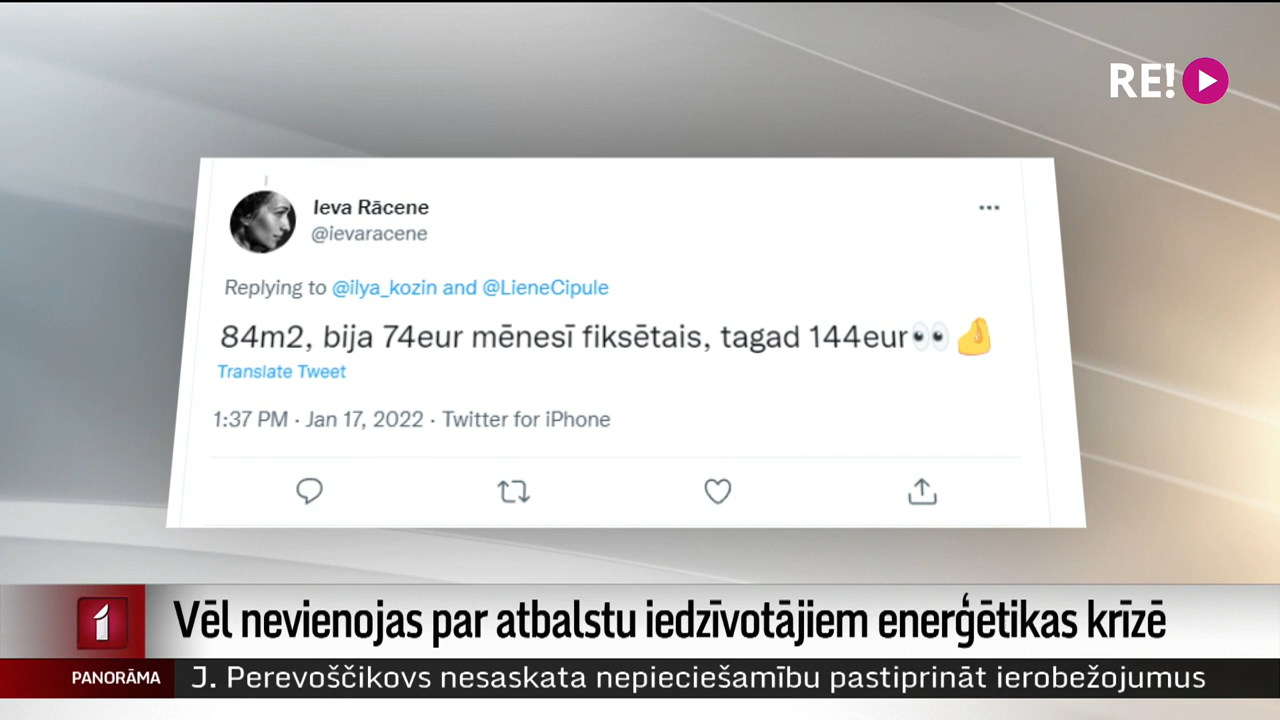 RE!
Ieva Rācene
@ievaracene
Replying to @ilya_kozin and @LieneCipule
84m2, bija 74eur mēnesī fiksētais, tagad 144eur👀🤌
Translate Tweet
1:37 PM · Jan 17, 2022 · Twitter for iPhone
1 Vēl nevienojas par atbalstu iedzīvotājiem enerģētikas krīzē
PANORĀMA J. Perevoščikovs nesaskata nepieciešamību pastiprināt ierobežojumus